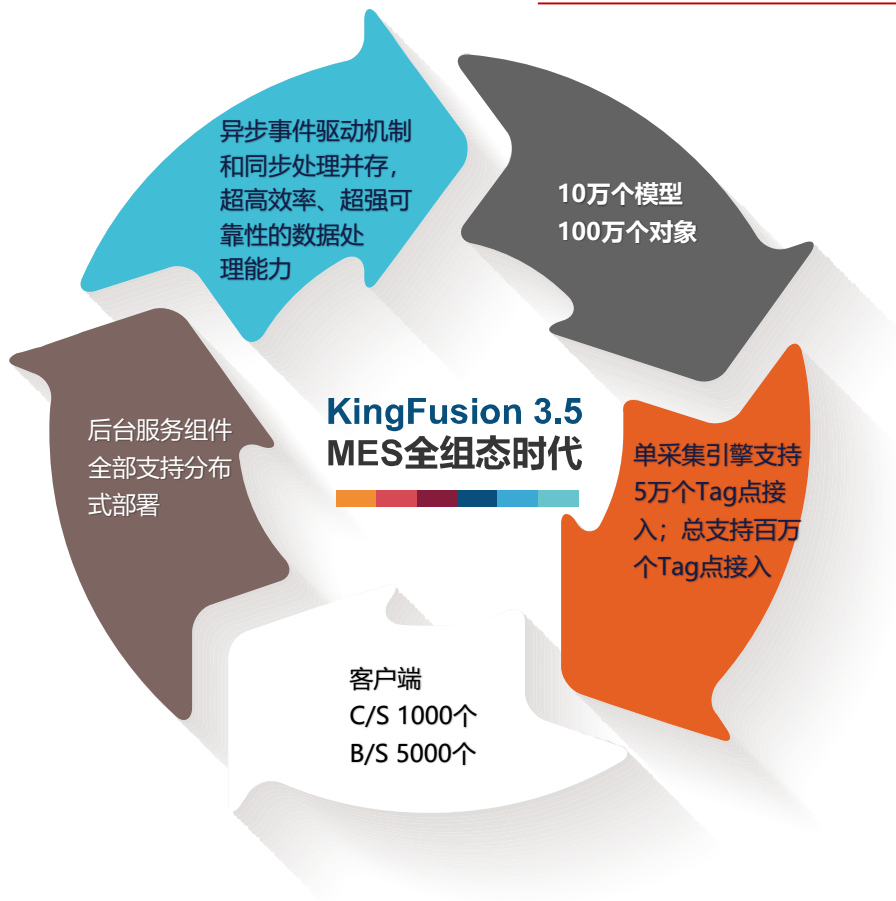 异步事件驱动机制
和同步处理并存，
超高效率、超强可
靠性的数据处
理能力
10万个模型
100万个对象
KingFusion 3.5
MES全组态时代
后台服务组件
全部支持分布
式部署
单采集引擎支持
5万个Tag点接
入；总支持百万
个Tag点接入
客户端
C/S 1000个
B/S 5000个